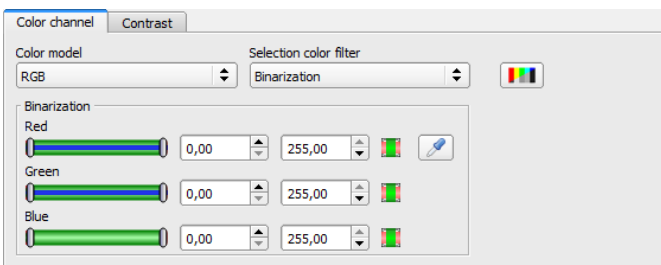 Color channel Contrast
Color model Selection color filter
RGB Binarization
Binarization
Red
0,00 255,00
Green
0,00 255,00
Blue
0,00 255,00